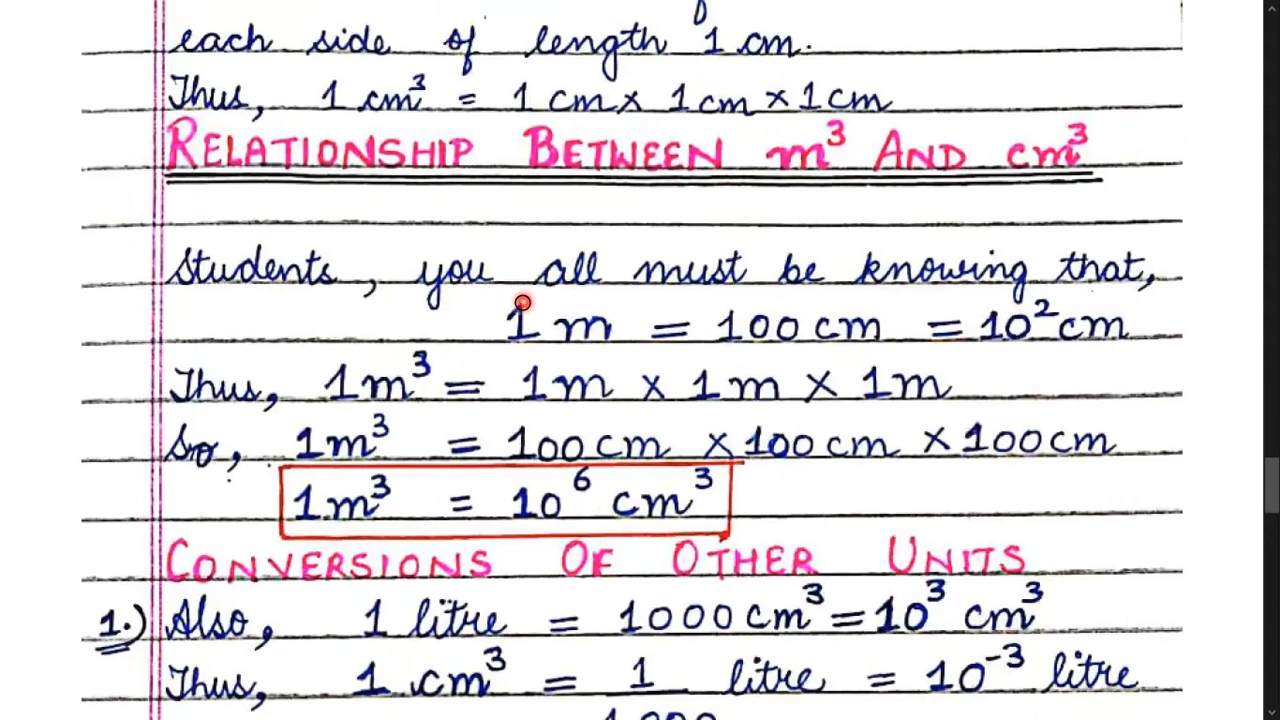 each side of length 1 cm.
Thus, 1 cm³ = 1 cm x 1 cm x 1 cm
RELATIONSHIP BETWEEN m³ AND cm³
Students, you all must be knowing that,
1 m = 100 cm = 10² cm
Thus, 1m³ = 1m x 1m x 1m
So, 1m³ = 100 cm x 100 cm x 100 cm
1m³ = 10⁶ cm³
CONVERSIONS OF OTHER UNITS
1.) Also, 1 litre = 1000 cm³ = 10³ cm³
Thus, 1 cm³ = 1 litre = 10⁻³ litre
1000